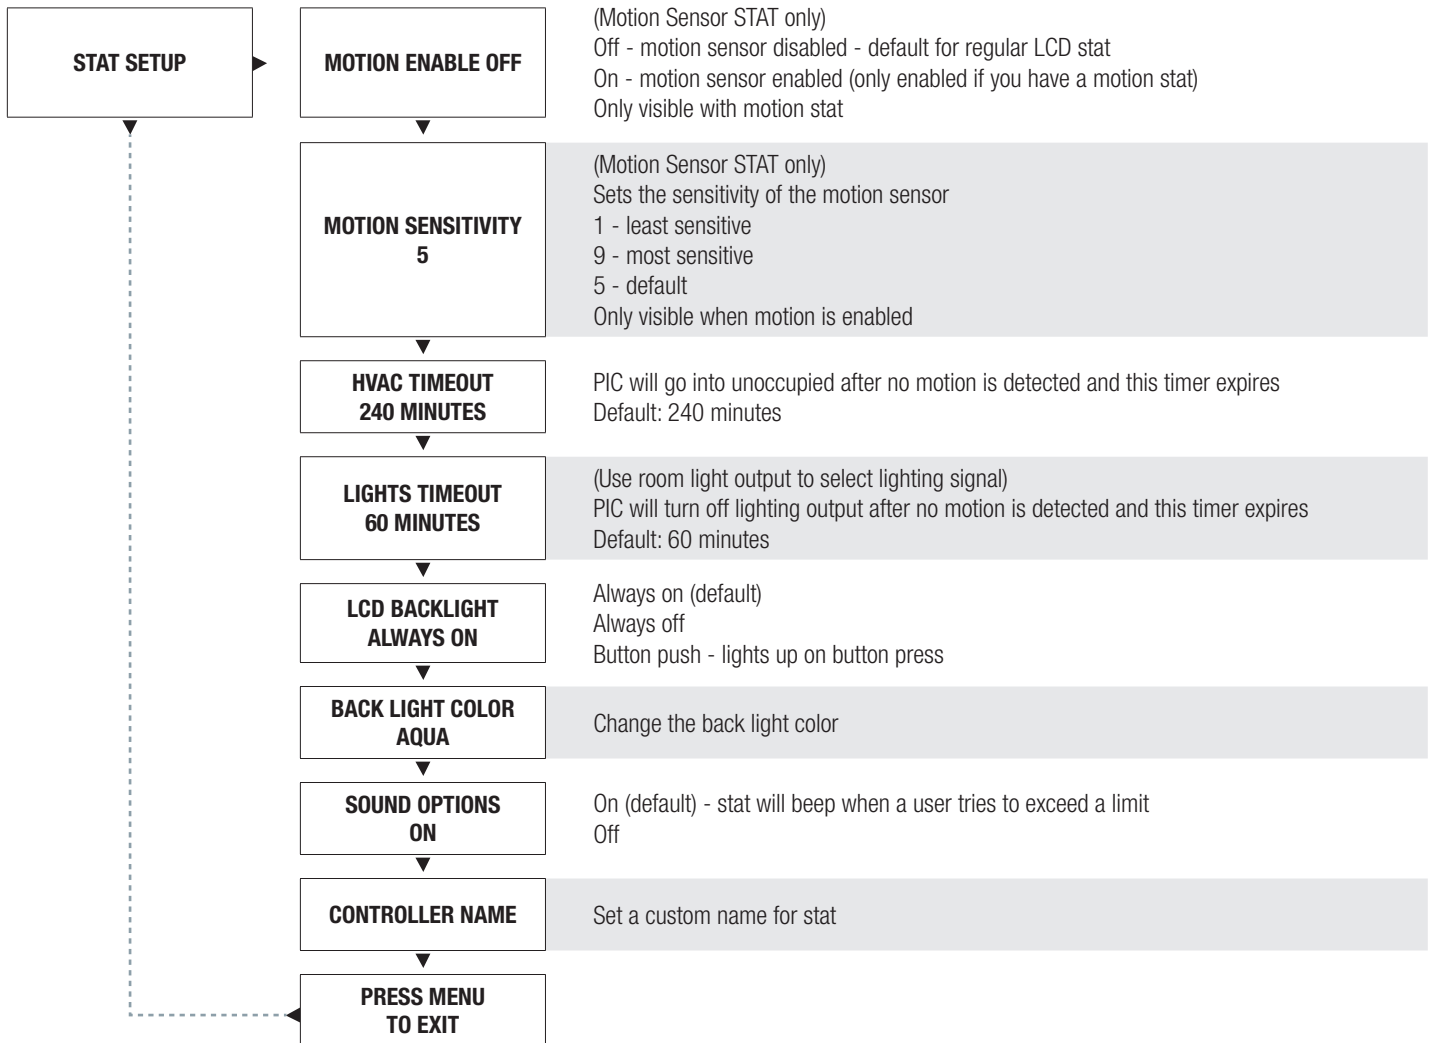 STAT SETUP
MOTION ENABLE OFF
(Motion Sensor STAT only)
Off - motion sensor disabled - default for regular LCD stat
On - motion sensor enabled (only enabled if you have a motion stat)
Only visible with motion stat
MOTION SENSITIVITY
5
(Motion Sensor STAT only)
Sets the sensitivity of the motion sensor
1 - least sensitive
9 - most sensitive
5 - default
Only visible when motion is enabled
HVAC TIMEOUT
240 MINUTES
PIC will go into unoccupied after no motion is detected and this timer expires
Default: 240 minutes
LIGHTS TIMEOUT
60 MINUTES
(Use room light output to select lighting signal)
PIC will turn off lighting output after no motion is detected and this timer expires
Default: 60 minutes
LCD BACKLIGHT
ALWAYS ON
Always on (default)
Always off
Button push - lights up on button press
BACK LIGHT COLOR
AQUA
Change the back light color
SOUND OPTIONS
ON
On (default) - stat will beep when a user tries to exceed a limit
Off
CONTROLLER NAME
Set a custom name for stat
PRESS MENU
TO EXIT